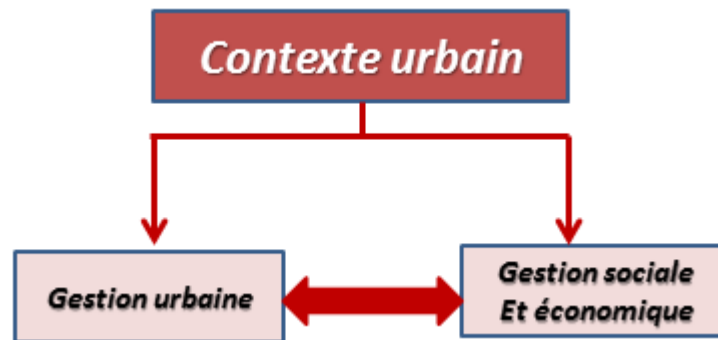 Contexte urbain
Gestion urbaine
Gestion sociale
Et économique